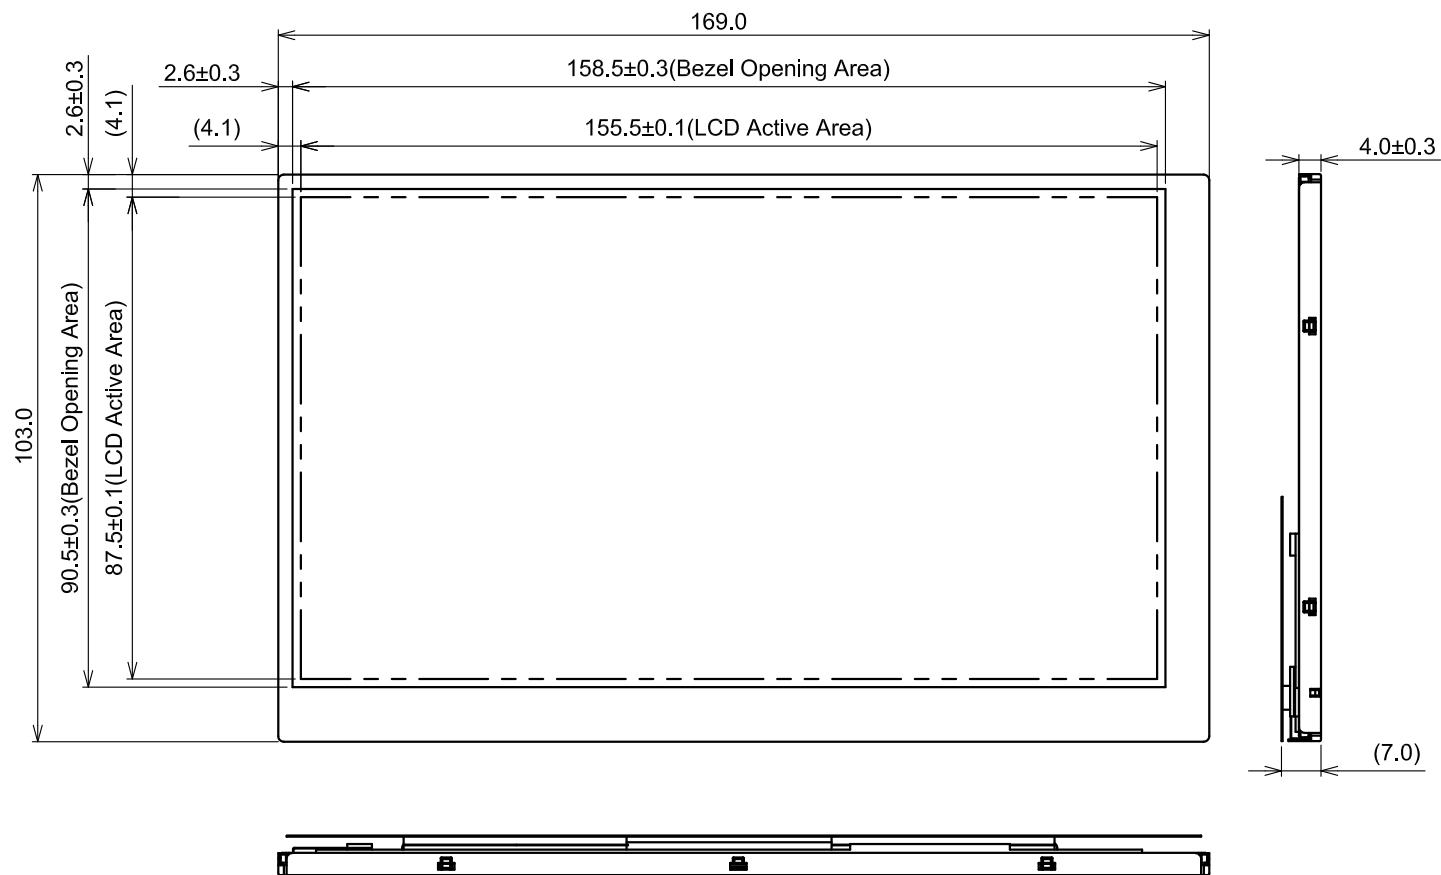 169.0
2.6±0.3
158.5±0.3(Bezel Opening Area)
2.6±0.3
(4.1)
(4.1)
155.5±0.1(LCD Active Area)
4.0±0.3
103.0
90.5±0.3(Bezel Opening Area)
87.5±0.1(LCD Active Area)
(7.0)